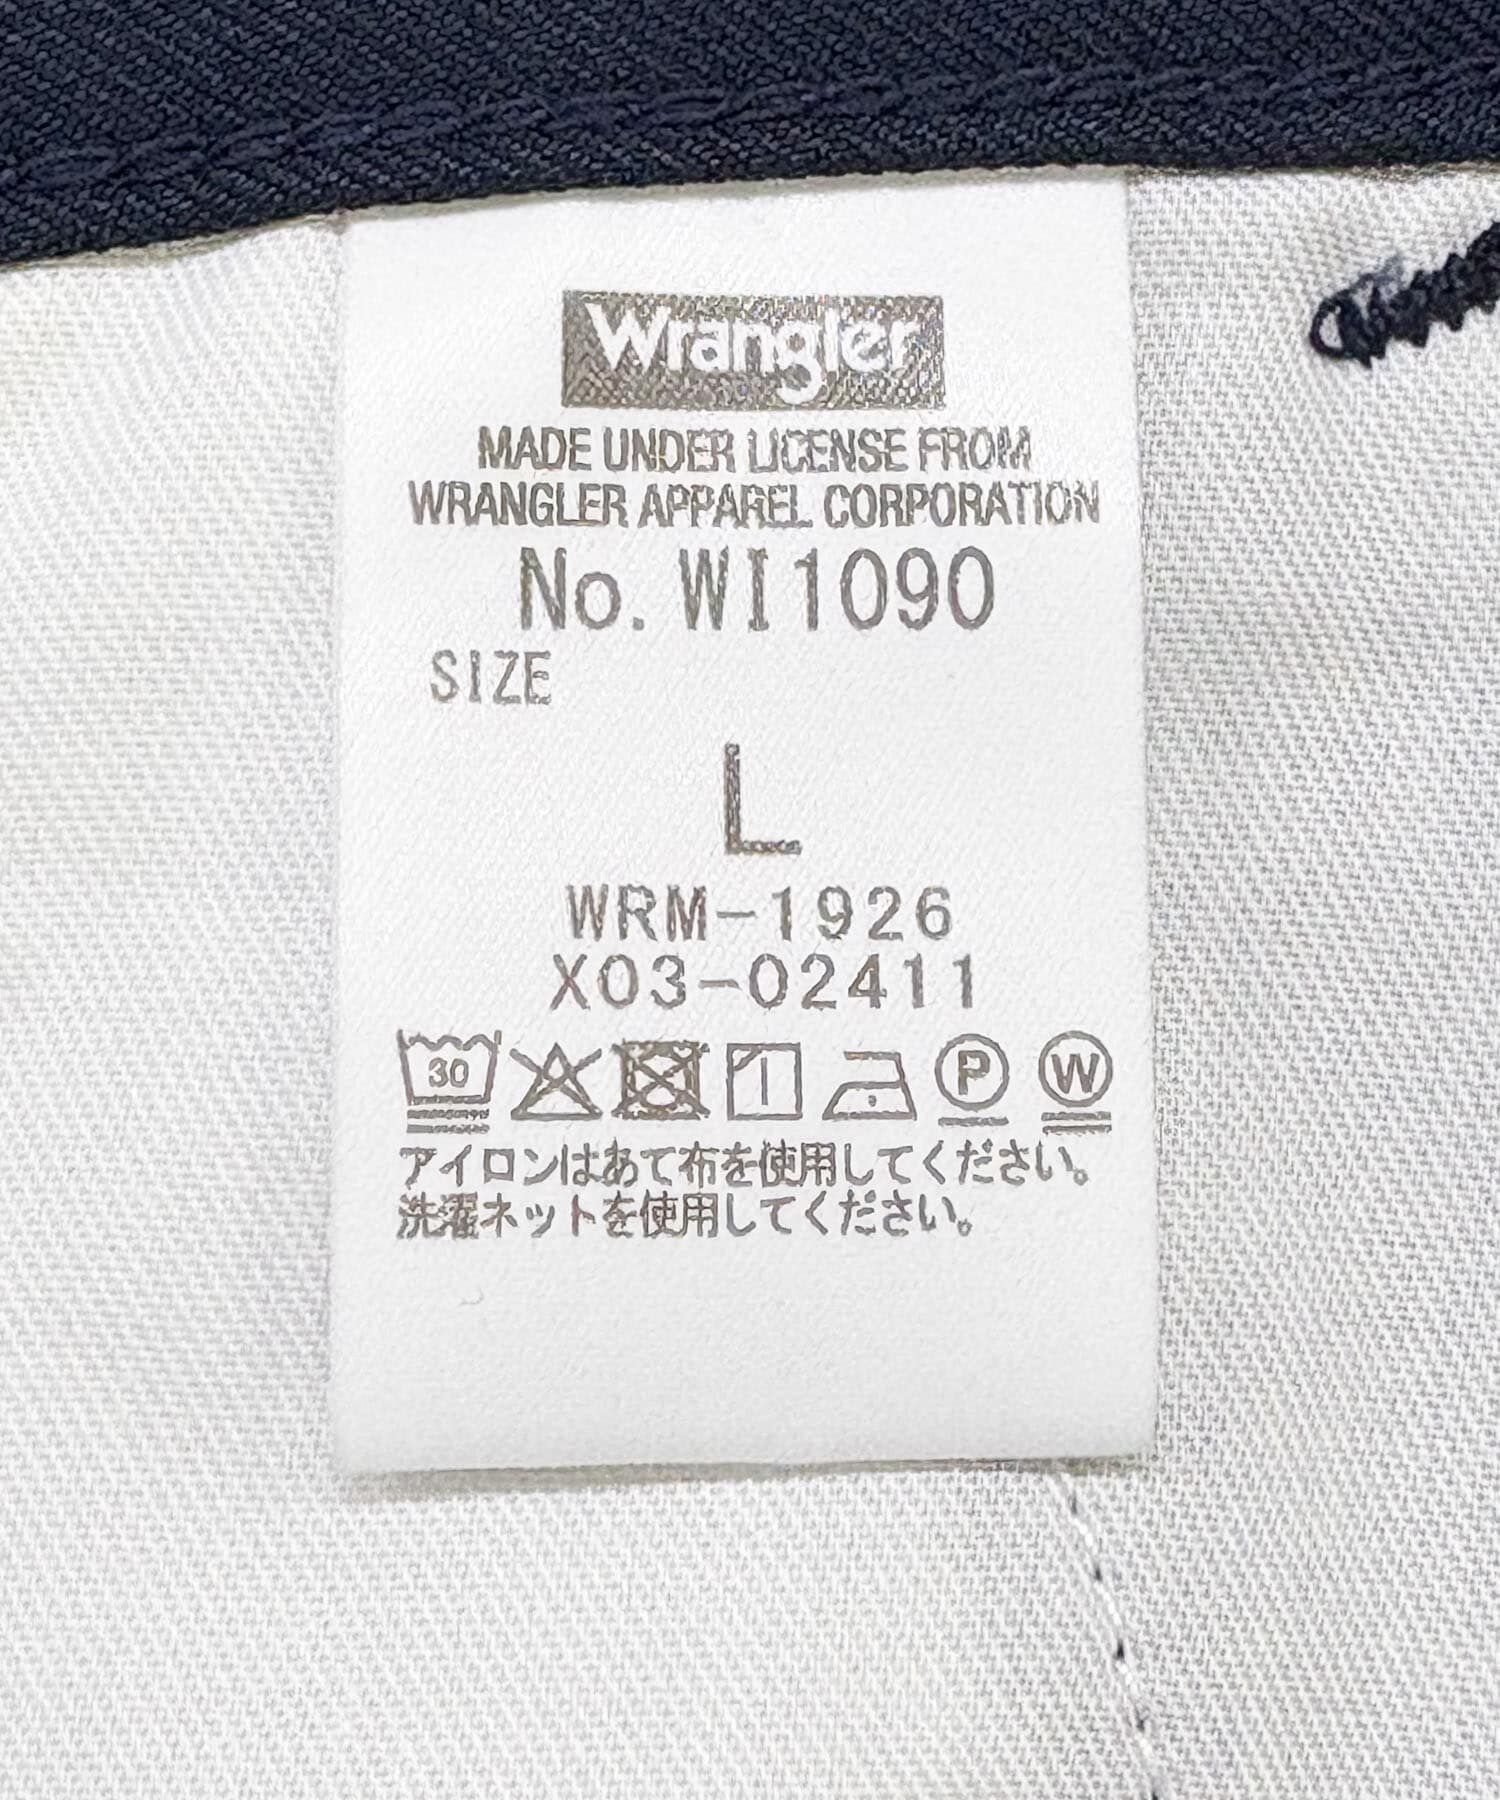 Wrangler
MADE UNDER LICENSE FROM
WRANGLER APPAREL CORPORATION
No. WI1090
SIZE
L
WRM-1926
X03-02411
30 P W
アイロンはあて布を使用してください。
洗濯ネットを使用してください。